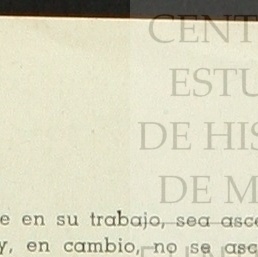 CENT
ESTU
DE HIS
DE M
e en su trabajo, sea asce
y, en cambio, no se asc